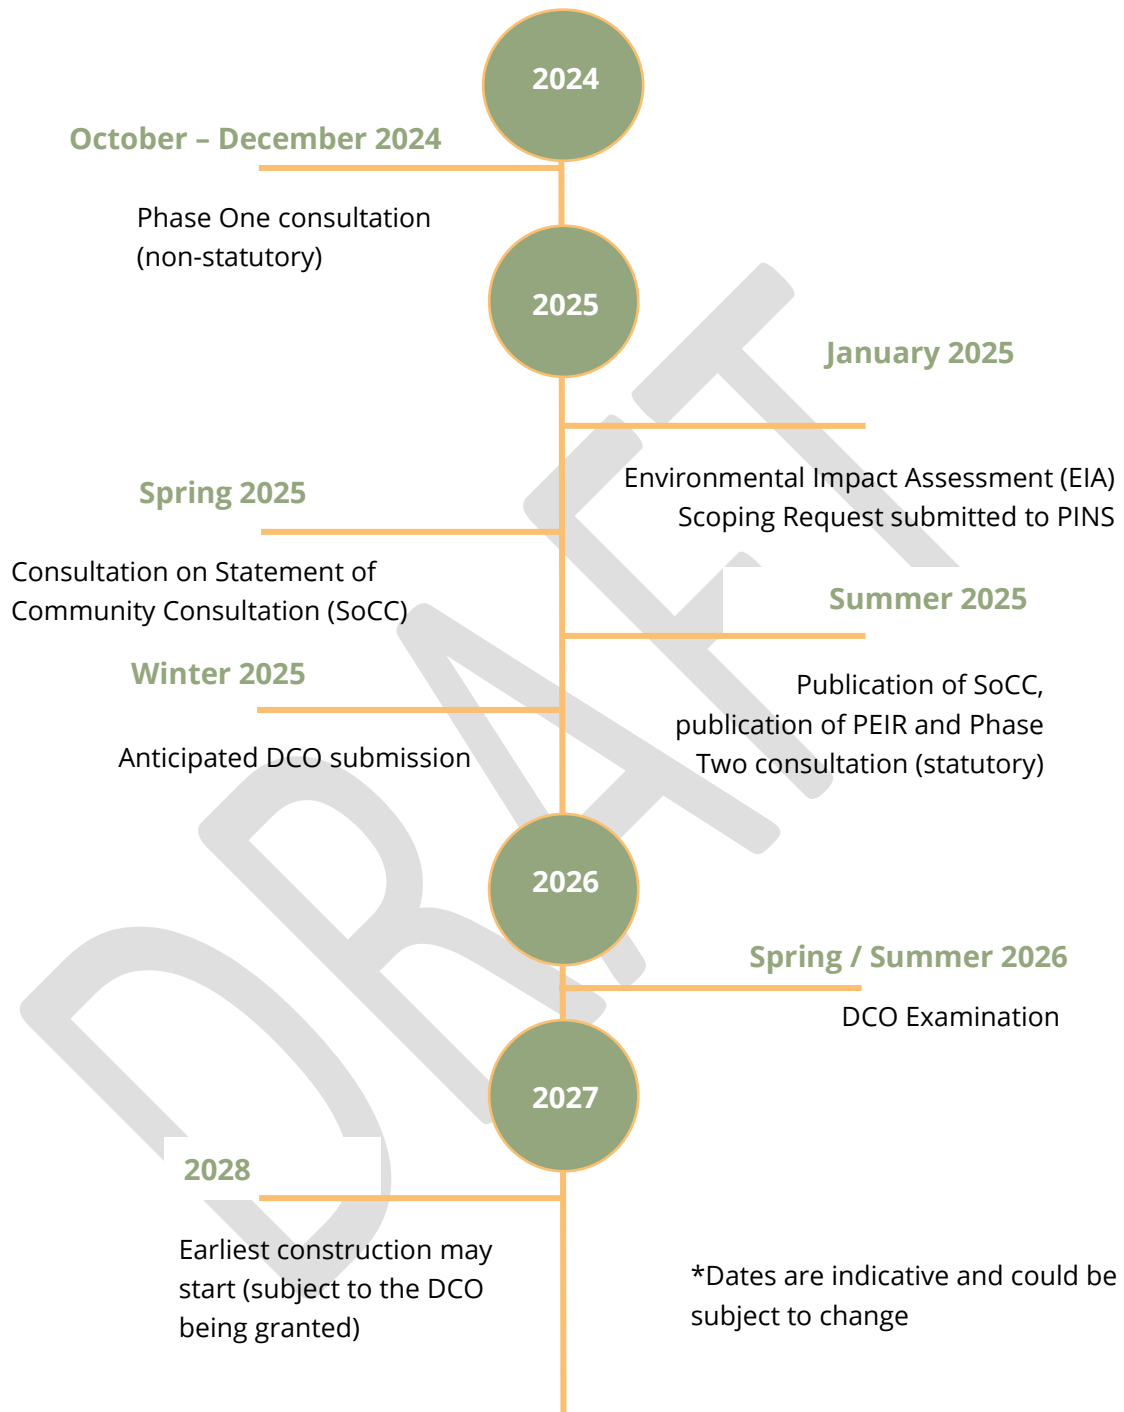 2024
October – December 2024
Phase One consultation
(non-statutory)
2025
January 2025
Environmental Impact Assessment (EIA)
Scoping Request submitted to PINS
Spring 2025
Consultation on Statement of
Community Consultation (SoCC)
Summer 2025
Publication of SoCC,
publication of PEIR and Phase
Two consultation (statutory)
Winter 2025
Anticipated DCO submission
2026
Spring / Summer 2026
DCO Examination
2027
2028
Earliest construction may
start (subject to the DCO
being granted)
*Dates are indicative and could be
subject to change
DRAFT